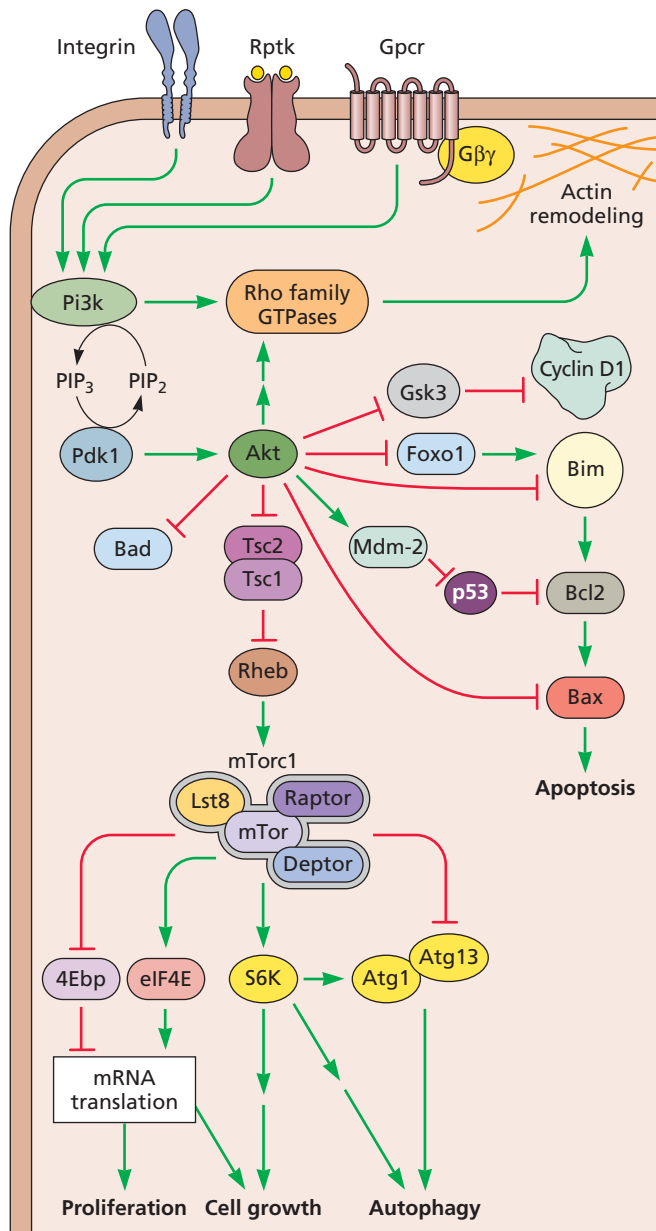 Integrin
Rptk
Gpcr
Gβγ
Actin
remodeling
Pi3k
Rho family
GTPases
PIP3
PIP2
Gsk3
Cyclin D1
Pdk1
Akt
Foxo1
Bim
Bad
Tsc2
Tsc1
Mdm-2
p53
Bcl2
Rheb
Bax
mTorc1
Apoptosis
Lst8
Raptor
mTor
Deptor
4Ebp
eIF4E
S6K
Atg1
Atg13
mRNA
translation
Proliferation
Cell growth
Autophagy